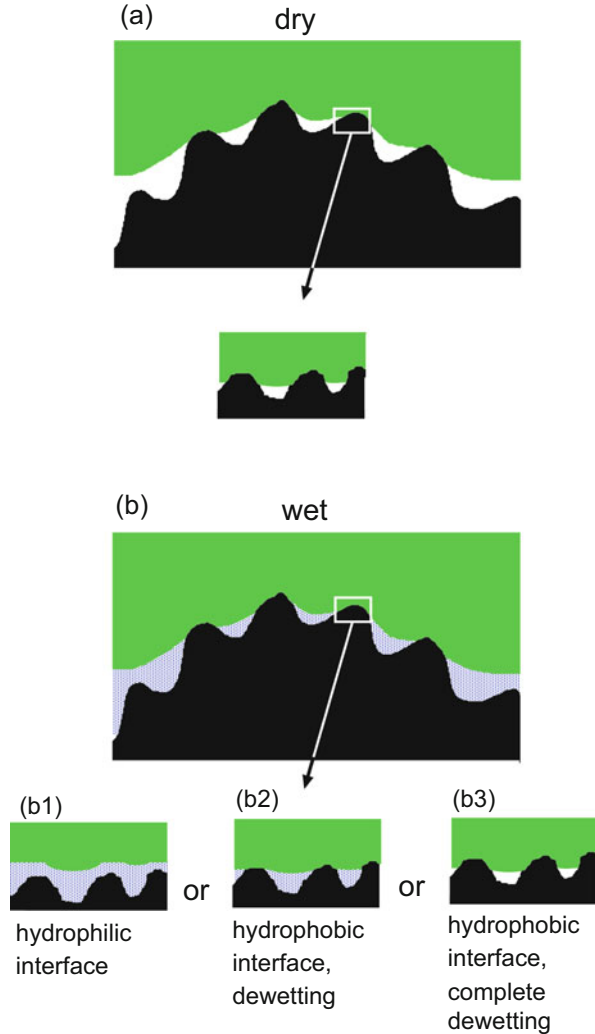 (a)
dry
(b)
wet
(b1)
(b2)
(b3)
or
or
hydrophilic
interface
hydrophobic
interface,
dewetting
hydrophobic
interface,
complete
dewetting